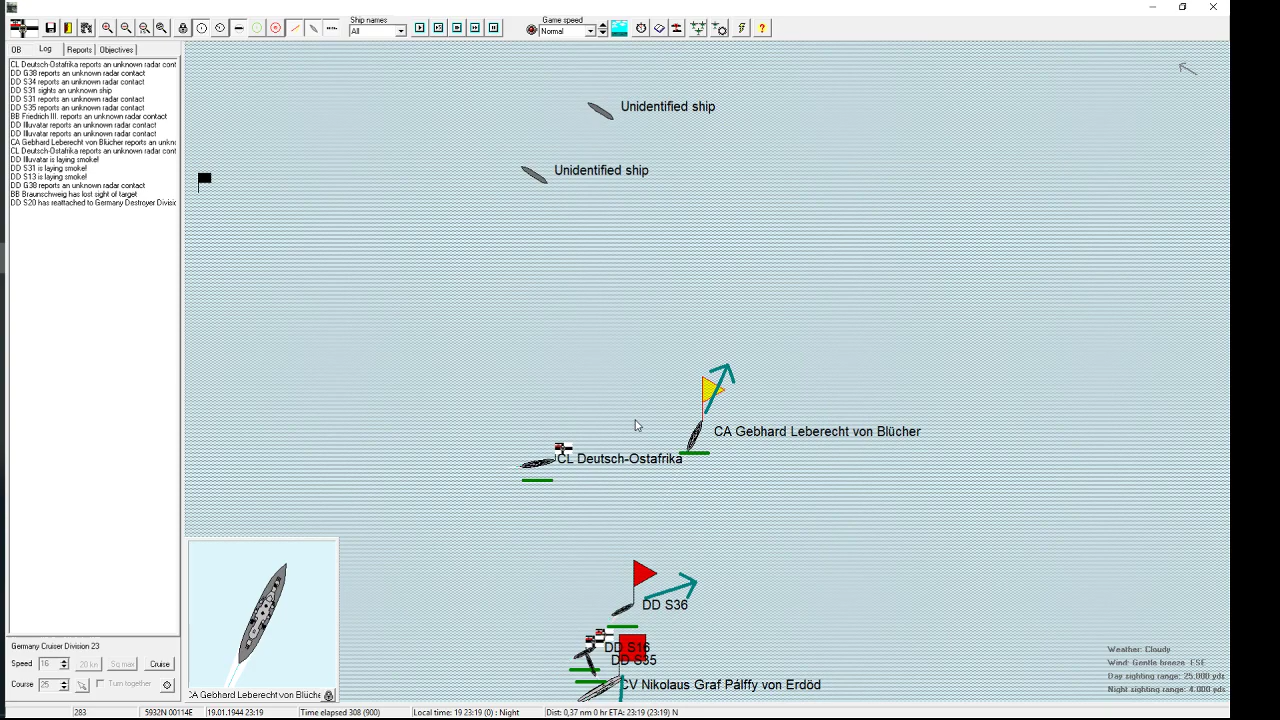 Ship names
All
Game speed
Normal
OB
Log
Reports
Objectives
CL Deutsch-Ostafrika reports an unknown radar cont
DD G38 reports an unknown radar contact
DD S34 reports an unknown radar contact
DD S31 sights an unknown ship
DD S31 reports an unknown radar contact
DD S35 reports an unknown radar contact
BB Friedrich III. reports an unknown radar contact
DD Illuvatar reports an unknown radar contact
DD Illuvatar reports an unknown radar contact
CA Gebhard Leberecht von Blücher reports an unkn
CL Deutsch-Ostafrika reports an unknown radar cont
DD Illuvatar is laying smoke!
DD S31 is laying smoke!
DD S13 is laying smoke!
DD G38 reports an unknown radar contact
BB Braunschweig has lost sight of target
DD S20 has reattached to Germany Destroyer Divisi
Unidentified ship
Unidentified ship
CA Gebhard Leberecht von Blücher
CL Deutsch-Ostafrika
DD S36
DD S16
DD S35
CV Nikolaus Graf Pálffy von Erdöd
Weather: Cloudy
Wind: Gentle breeze ESE
Day sighting range: 25.000 yds
Night sighting range: 4.000 yds
Germany Cruiser Division 23
Speed 16 20 kn Sq max Cruise
Course 25 Turn together
CA Gebhard Leberecht von Blüche
283
5932N 00114E
19.01.1944 23:19
Time elapsed 308 (900)
Local time: 19 23:19 (0) : Night
Dist: 0,37 nm 0 hr ETA: 23:19 (23:19) N